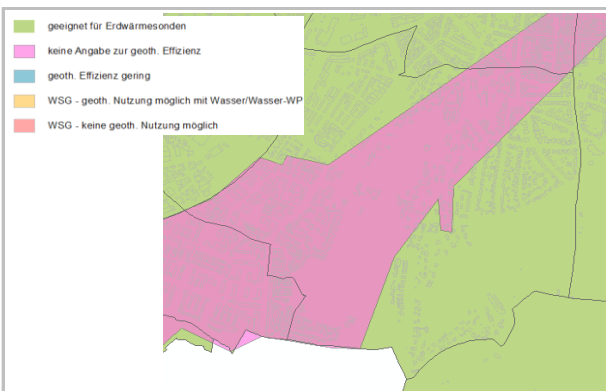 geeignet für Erdwärmesonden
keine Angabe zur geoth. Effizienz
geoth. Effizienz gering
WSG - geoth. Nutzung möglich mit Wasser/Wasser-WP
WSG - keine geoth. Nutzung möglich